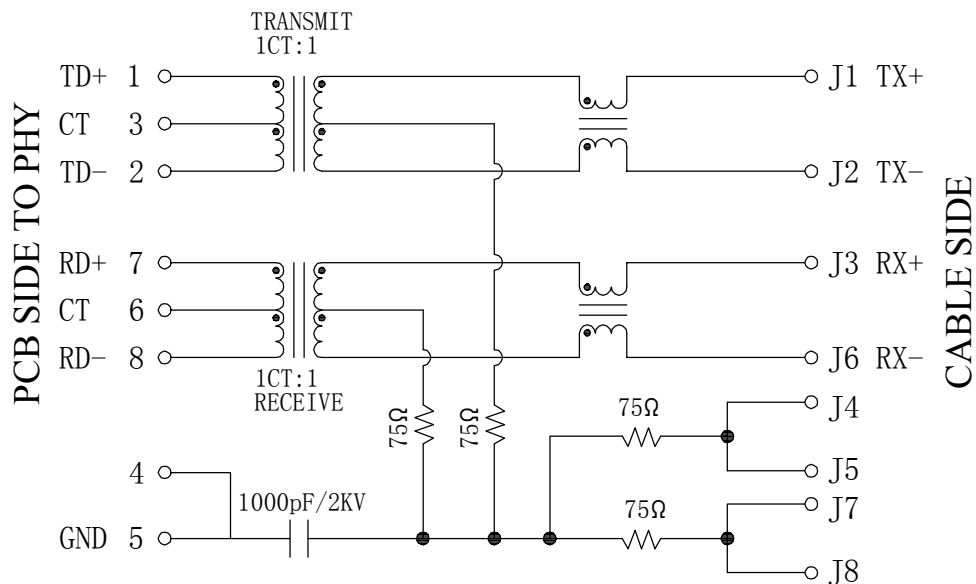 TRANSMIT
1CT:1
PCB SIDE TO PHY
TD+ 1
CT 3
TD- 2
J1 TX+
J2 TX-
RD+ 7
CT 6
RD- 8
J3 RX+
J6 RX-
CABLE SIDE
1CT:1
RECEIVE
75Ω
75Ω
75Ω
J4
J5
4
1000pF/2KV
GND 5
75Ω
J7
J8